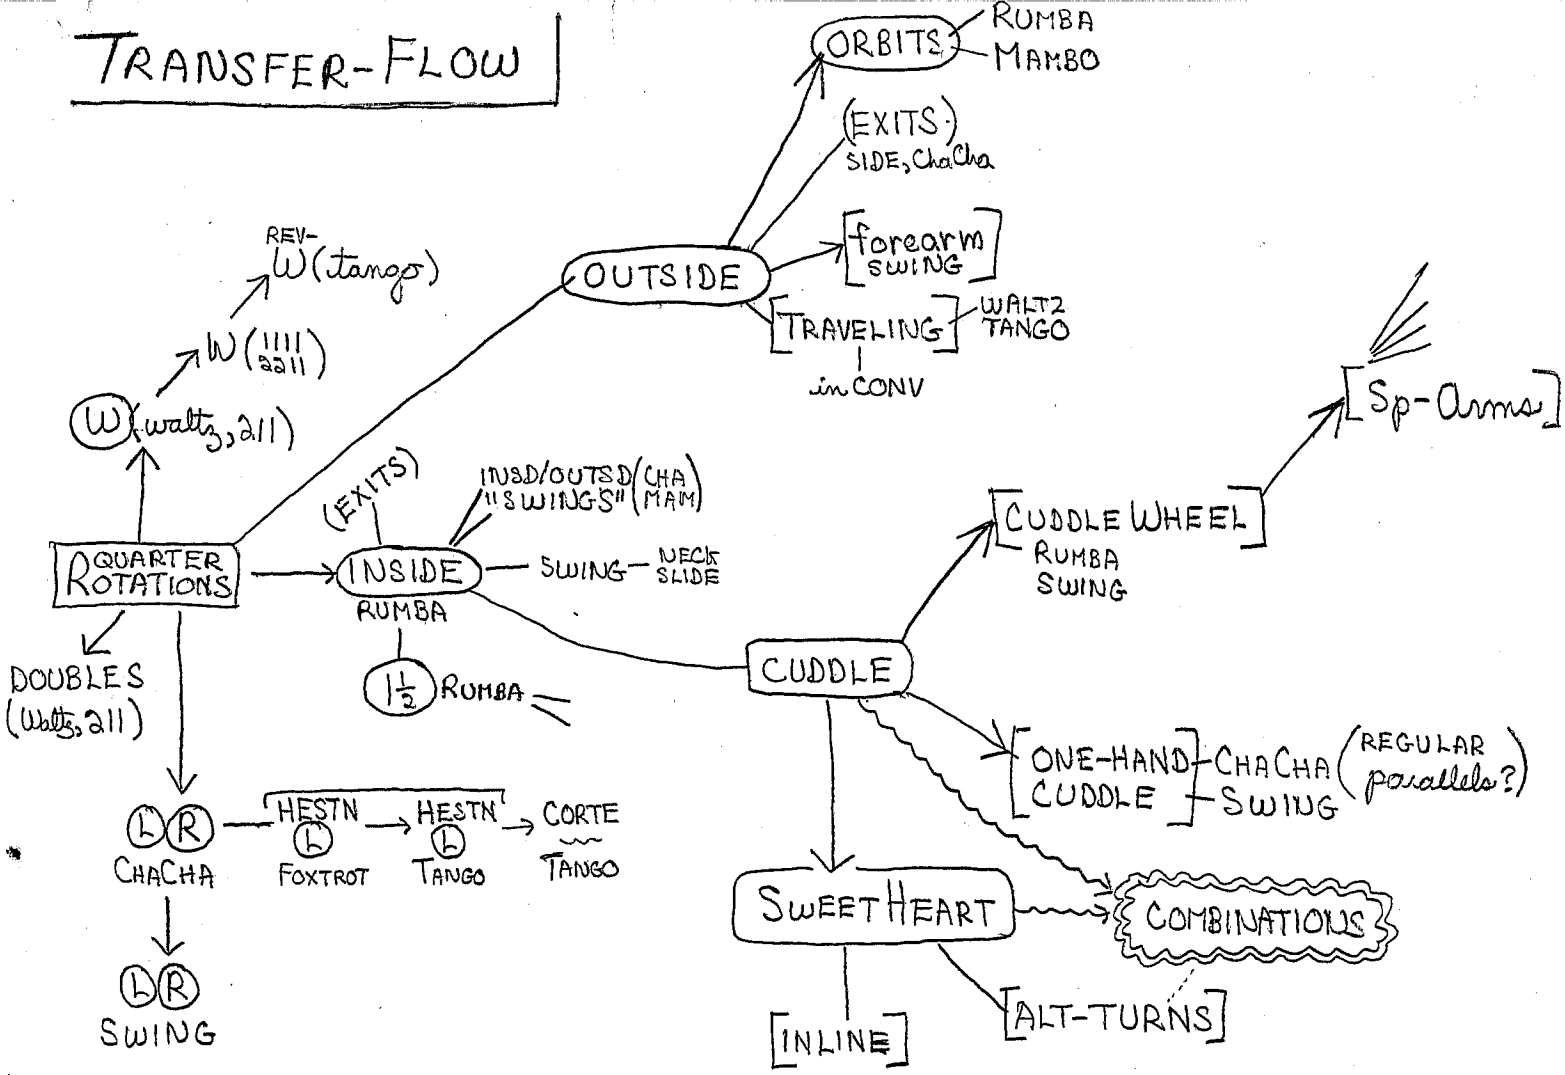 TRANSFER-FLOW
ORBITS
RUMBA
MAMBO
(EXITS)
SIDE, ChaCha
OUTSIDE
[forearm
SWING]
[TRAVELING]
WALTZ
TANGO
in CONV
REV-
W (tango)
W (1111
2211)
W (waltz, 211)
QUARTER
ROTATIONS
DOUBLES
(Waltz, 211)
(EXITS)
INSD/OUTSD (CHA
"SWINGS" (MAM)
INSIDE
RUMBA
SWING — NECK
SLIDE
1 1/2 RUMBA
L R
CHACHA
HESTN
L
FOXTROT
HESTN
L
TANGO
CORTE
TANGO
L R
SWING
CUDDLE
[CUDDLE WHEEL]
RUMBA
SWING
[Sp-Arms]
[ONE-HAND
CUDDLE]
CHACHA
SWING
(REGULAR
parallels?)
SWEETHEART
COMBINATIONS
[INLINE]
[ALT-TURNS]